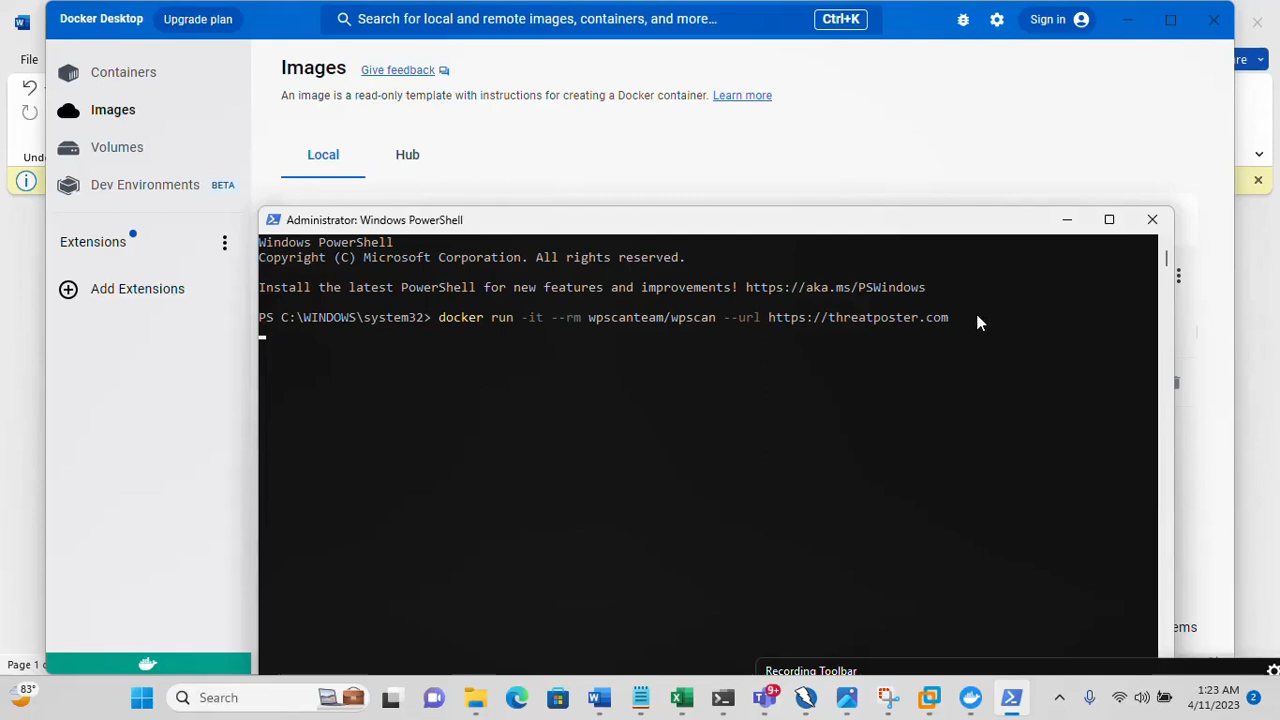 Docker Desktop Upgrade plan Search for local and remote images, containers, and more... Ctrl+K Sign in
File
Containers
Images
Volumes
Dev Environments BETA
Extensions
Add Extensions
Images Give feedback
An image is a read-only template with instructions for creating a Docker container. Learn more
Local Hub
Administrator: Windows PowerShell
Windows PowerShell
Copyright (C) Microsoft Corporation. All rights reserved.
Install the latest PowerShell for new features and improvements! https://aka.ms/PSWindows
PS C:\WINDOWS\system32> docker run -it --rm wpscanteam/wpscan --url https://threatposter.com
Recording Toolbar
Page 1
83°
Search
9+
1:23 AM
4/11/2023
2